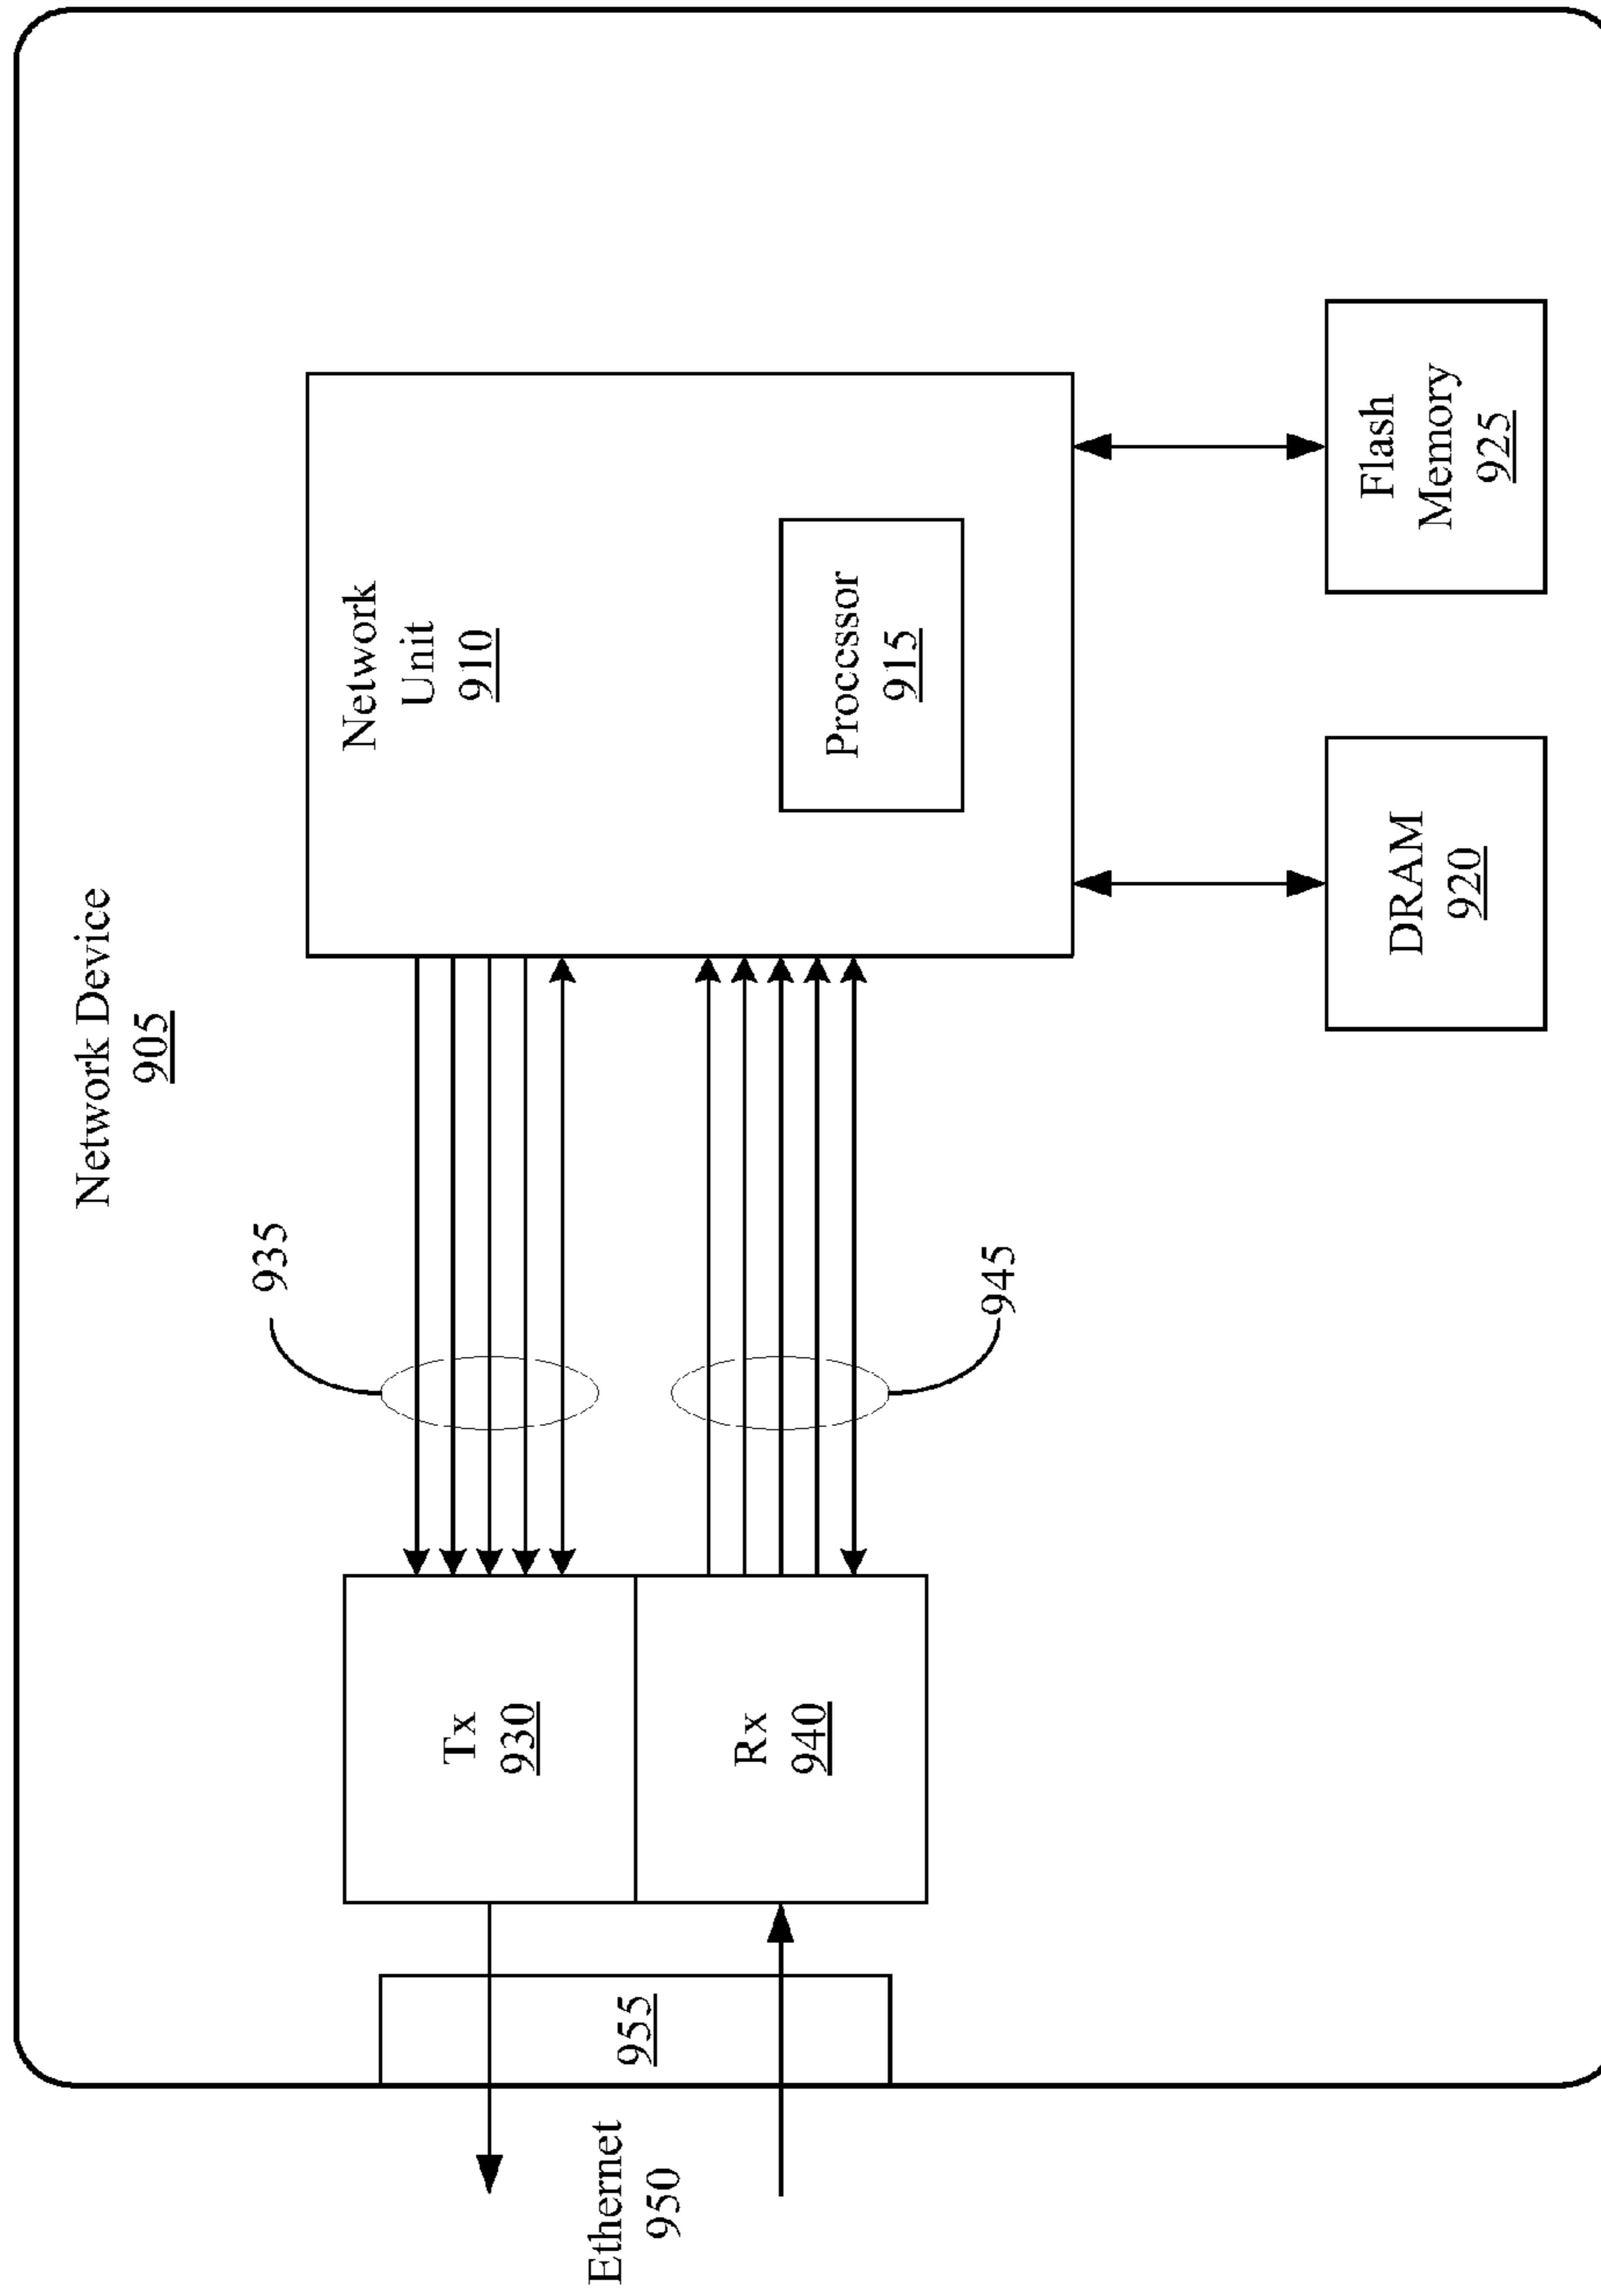 Network Device
905
935
945
Network
Unit
910
Processor
915
Tx
930
Rx
940
955
Ethernet
950
DRAM
920
Flash
Memory
925